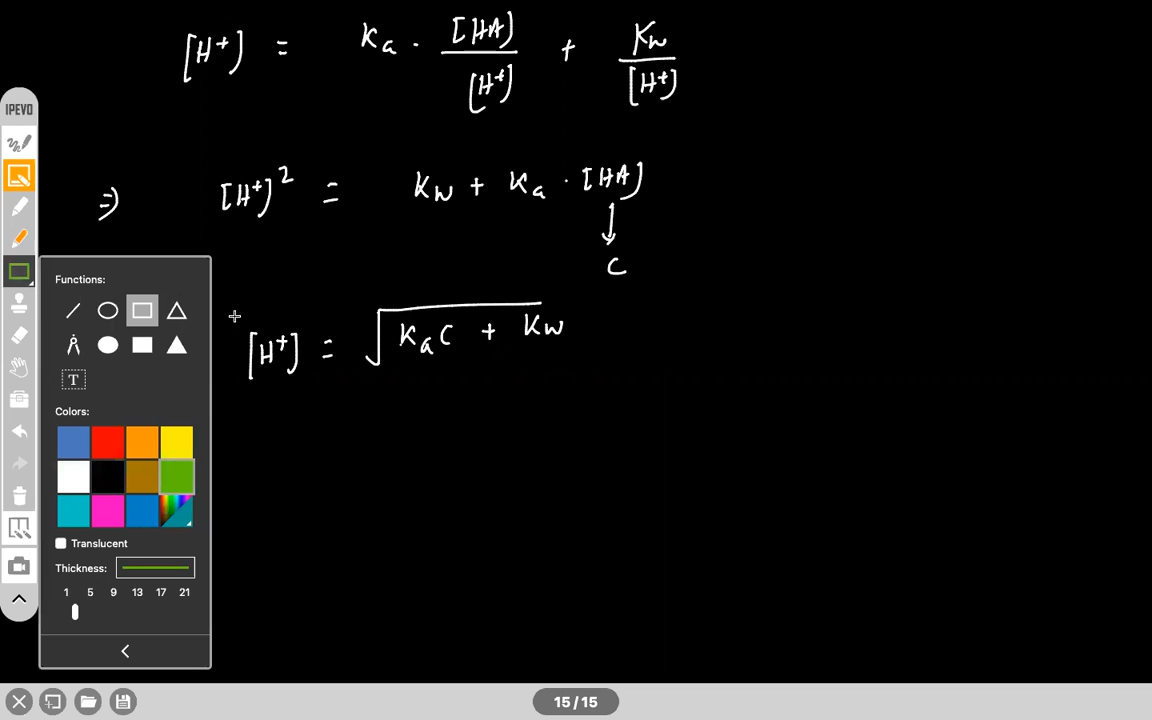 [H⁺] = Ka · [HA]/[H⁺] + Kw/[H⁺]
IPEVO
⇒ [H⁺]² = Kw + Ka · [HA]
↓
C
Functions:
[H⁺] = √(KaC + Kw)
T
Colors:
Translucent
Thickness:
1 5 9 13 17 21
15/15